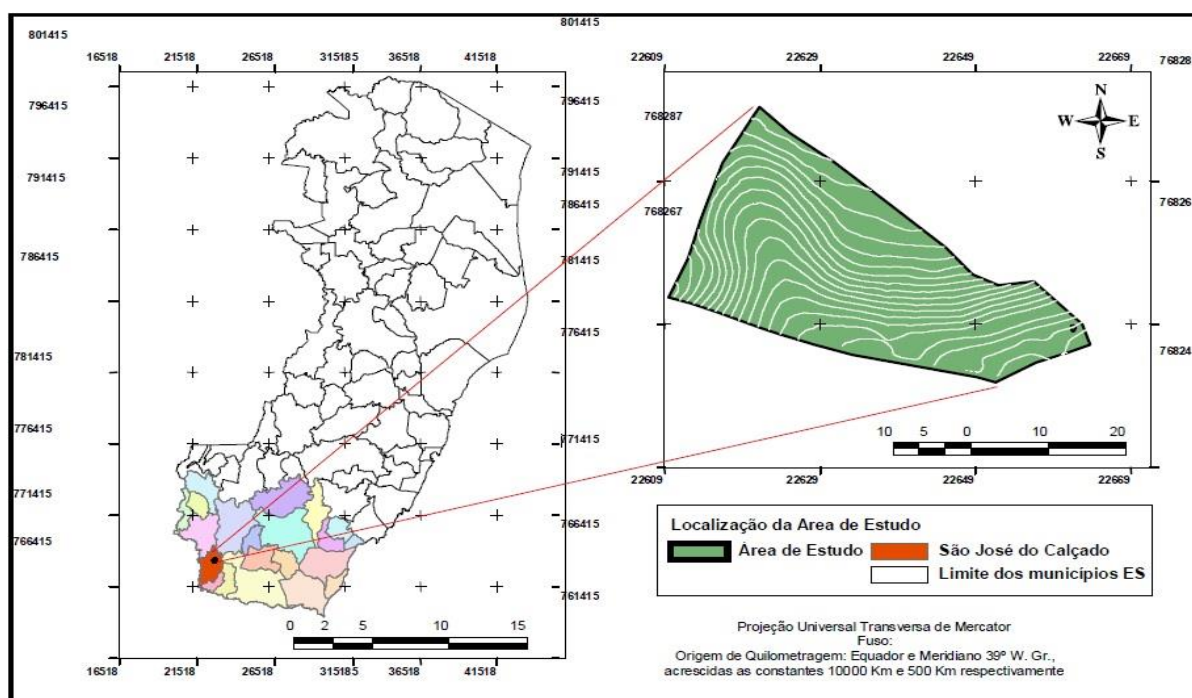 801415
801415
16518 21518 26518 315185 36518 41518
22609 22629 22649 22669
76828
796415
796415
N
W E
S
768287
791415
791415
76826
786415
768267
786415
781415
776415
76824
781415
776415
771415
10 5 0 10 20
22609 22629 22649 22669
771415
766415
Localização da Area de Estudo
766415
Área de Estudo
São José do Calçado
Limite dos municípios ES
761415
0 2 5 10 15
Projeção Universal Transversa de Mercator
Fuso:
Origem de Quilometragem: Equador e Meridiano 39º W. Gr.,
acrescidas as constantes 10000 Km e 500 Km respectivamente
16518 21518 26518 315185 36518 41518